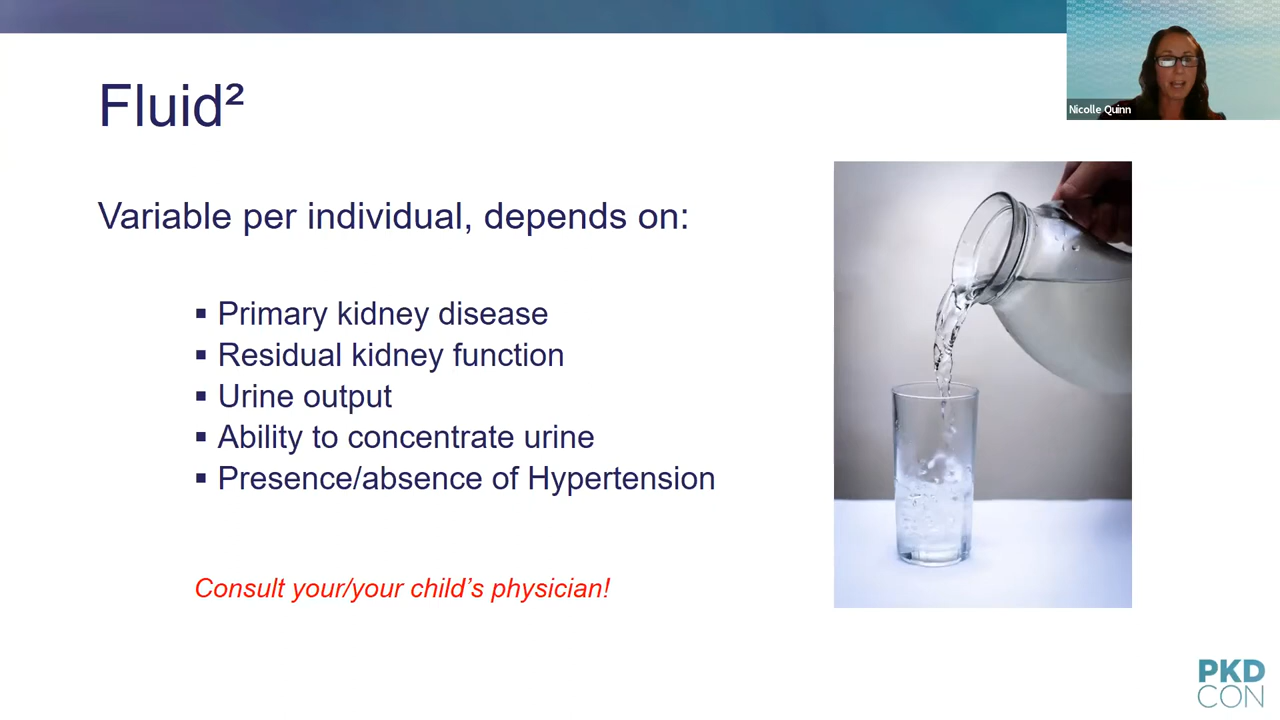 Fluid²
Nicolle Quinn
Variable per individual, depends on:
▪ Primary kidney disease
▪ Residual kidney function
▪ Urine output
▪ Ability to concentrate urine
▪ Presence/absence of Hypertension
Consult your/your child’s physician!
PKD
CON